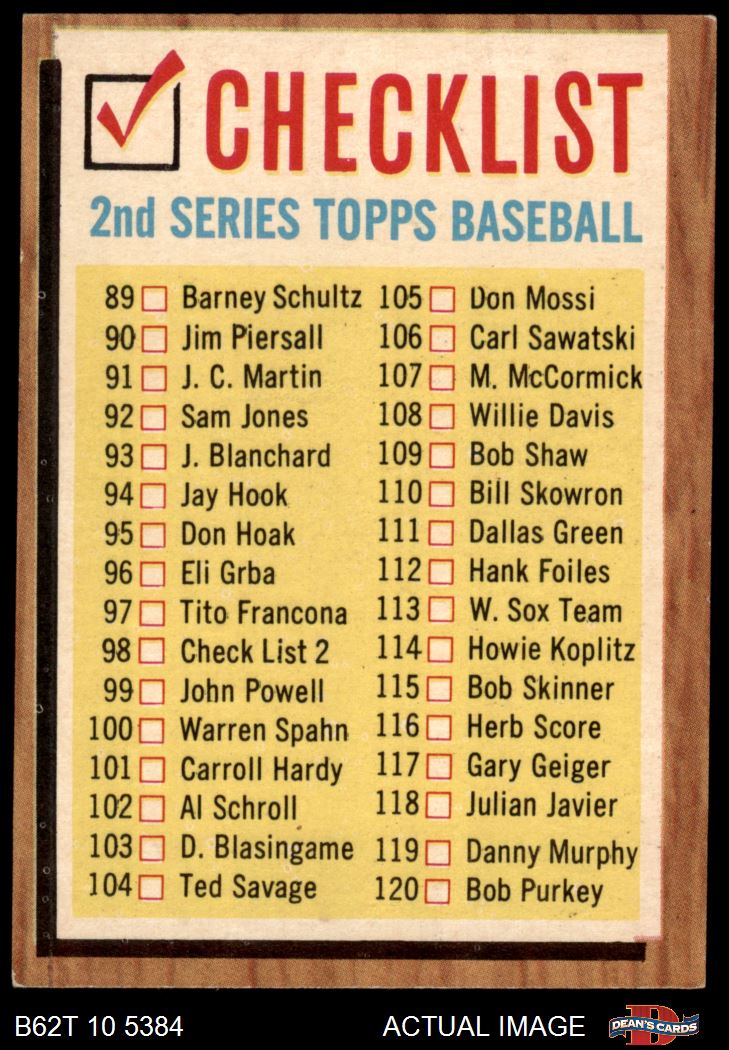 CHECKLIST
2nd SERIES TOPPS BASEBALL
89 Barney Schultz
90 Jim Piersall
91 J. C. Martin
92 Sam Jones
93 J. Blanchard
94 Jay Hook
95 Don Hoak
96 Eli Grba
97 Tito Francona
98 Check List 2
99 John Powell
100 Warren Spahn
101 Carroll Hardy
102 Al Schroll
103 D. Blasingame
104 Ted Savage
105 Don Mossi
106 Carl Sawatski
107 M. McCormick
108 Willie Davis
109 Bob Shaw
110 Bill Skowron
111 Dallas Green
112 Hank Foiles
113 W. Sox Team
114 Howie Koplitz
115 Bob Skinner
116 Herb Score
117 Gary Geiger
118 Julian Javier
119 Danny Murphy
120 Bob Purkey
B62T 10 5384
ACTUAL IMAGE
D
DEAN'S CARDS